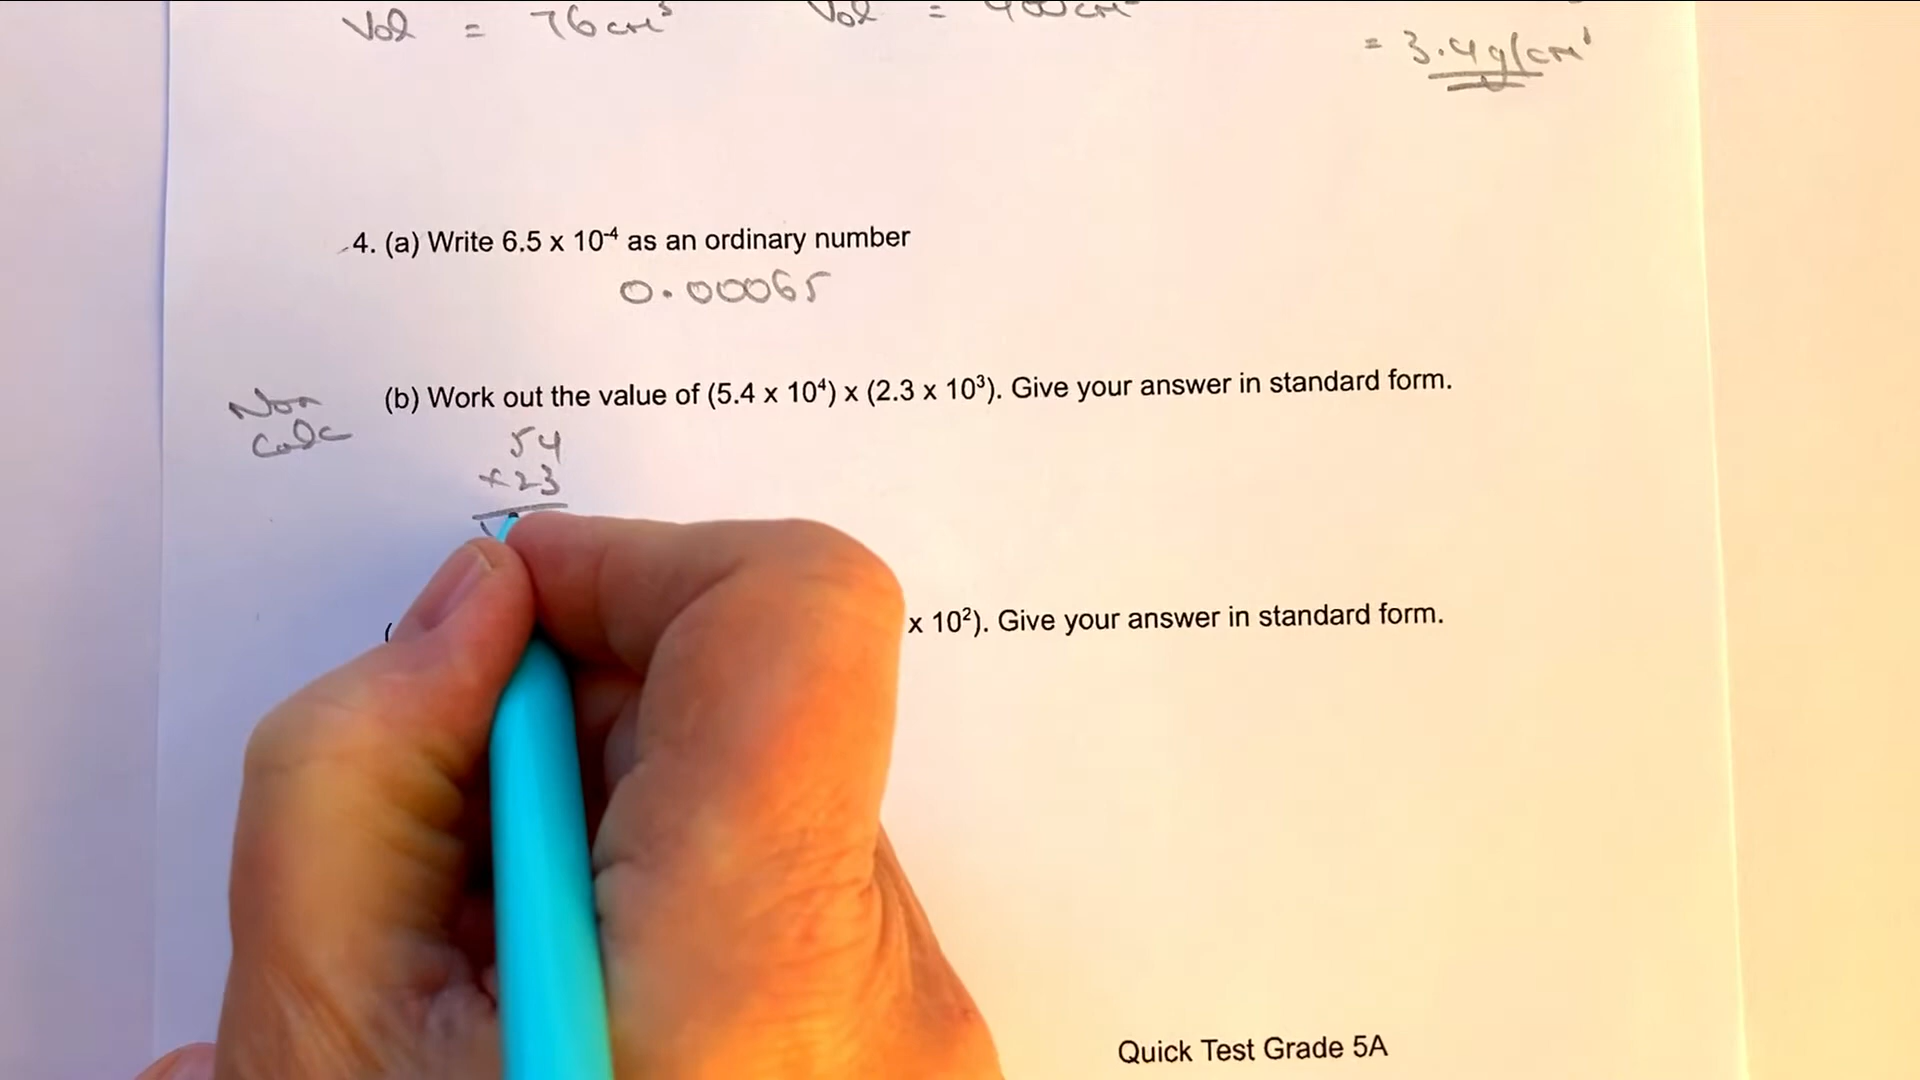 Vol = 76cm³ Vol = 400cm³
= 3.4g/cm³
4. (a) Write 6.5 x 10⁻⁴ as an ordinary number
0.00065
(b) Work out the value of (5.4 x 10⁴) x (2.3 x 10³). Give your answer in standard form.
Non
Calc
54
×23
x 10²). Give your answer in standard form.
Quick Test Grade 5A